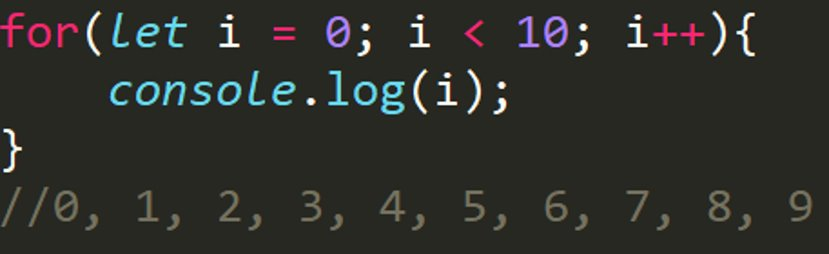 for(let i = 0; i < 10; i++){
    console.log(i);
}
//0, 1, 2, 3, 4, 5, 6, 7, 8, 9